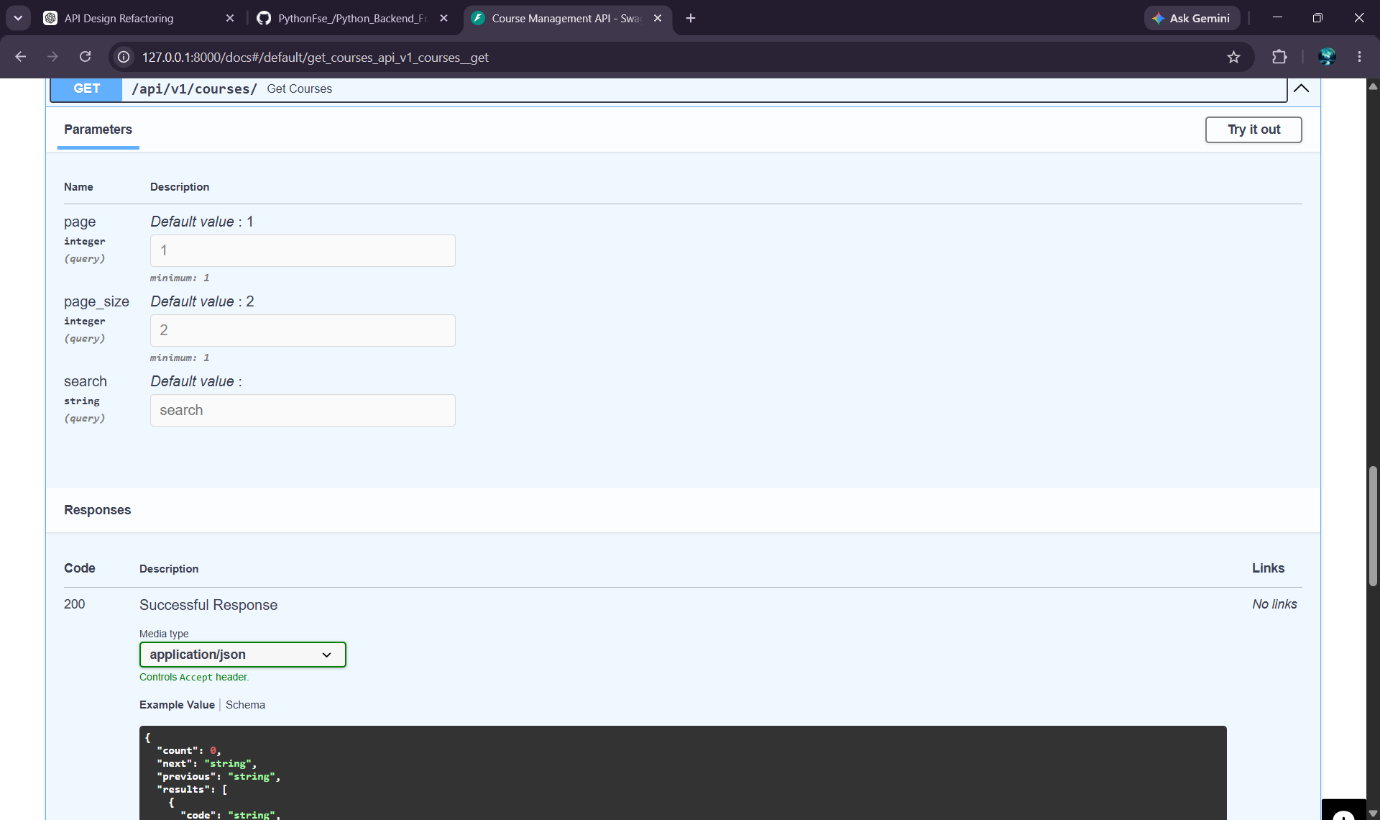 API Design Refactoring
PythonFse_/Python_Backend_Fr
Course Management API - Swa
Ask Gemini
127.0.0.1:8000/docs#/default/get_courses_api_v1_courses__get
GET /api/v1/courses/ Get Courses
Parameters
Try it out
Name Description
page Default value : 1
integer
1
(query)
minimum: 1
page_size Default value : 2
integer
2
(query)
minimum: 1
search Default value :
string
search
(query)
Responses
Code Description Links
200 Successful Response No links
Media type
application/json
Controls Accept header.
Example Value Schema
{
"count": 0,
"next": "string",
"previous": "string",
"results": [
{
"code": "string",